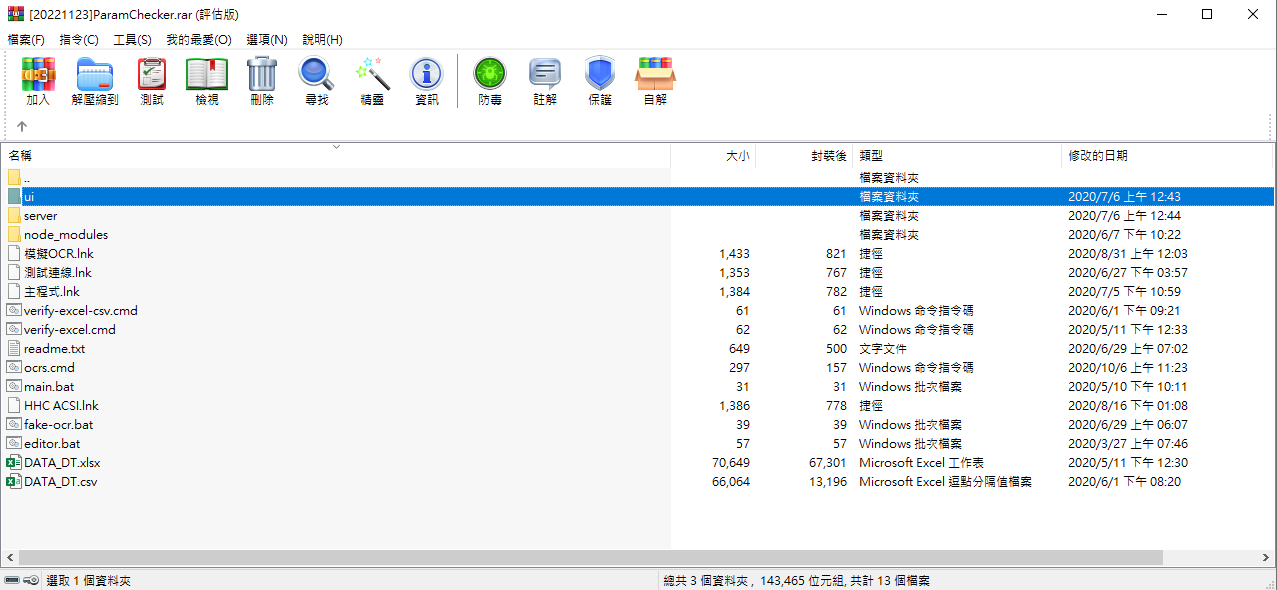 [20221123]ParamChecker.rar (評估版)
檔案(F) 指令(C) 工具(S) 我的最愛(O) 選項(N) 說明(H)
加入 解壓縮到 測試 檢視 刪除 尋找 精靈 資訊 防毒 註解 保護 自解
名稱 大小 封裝後 類型 修改的日期
.. 檔案資料夾
ui 檔案資料夾 2020/7/6 上午 12:43
server 檔案資料夾 2020/7/6 上午 12:44
node_modules 檔案資料夾 2020/6/7 下午 10:22
模擬OCR.lnk 1,433 821 捷徑 2020/8/31 上午 12:03
測試連線.lnk 1,353 767 捷徑 2020/6/27 下午 03:57
主程式.lnk 1,384 782 捷徑 2020/7/5 下午 10:59
verify-excel-csv.cmd 61 61 Windows 命令指令碼 2020/6/1 下午 09:21
verify-excel.cmd 62 62 Windows 命令指令碼 2020/5/11 下午 12:33
readme.txt 649 500 文字文件 2020/6/29 上午 07:02
ocrs.cmd 297 157 Windows 命令指令碼 2020/10/6 上午 11:23
main.bat 31 31 Windows 批次檔案 2020/5/10 下午 10:11
HHC ACSI.lnk 1,386 778 捷徑 2020/8/16 下午 01:08
fake-ocr.bat 39 39 Windows 批次檔案 2020/6/29 上午 06:07
editor.bat 57 57 Windows 批次檔案 2020/3/27 上午 07:46
DATA_DT.xlsx 70,649 67,301 Microsoft Excel 工作表 2020/5/11 下午 12:30
DATA_DT.csv 66,064 13,196 Microsoft Excel 逗點分隔值檔案 2020/6/1 下午 08:20
選取 1 個資料夾 總共 3 個資料夾 , 143,465 位元組, 共計 13 個檔案